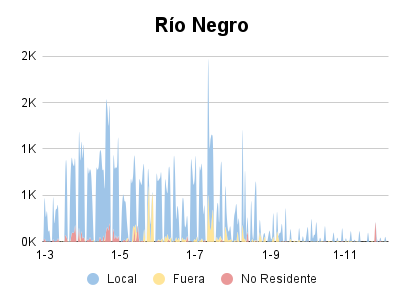 Río Negro
2K
2K
1K
1K
0K
1-3 1-5 1-7 1-9 1-11
Local Fuera No Residente